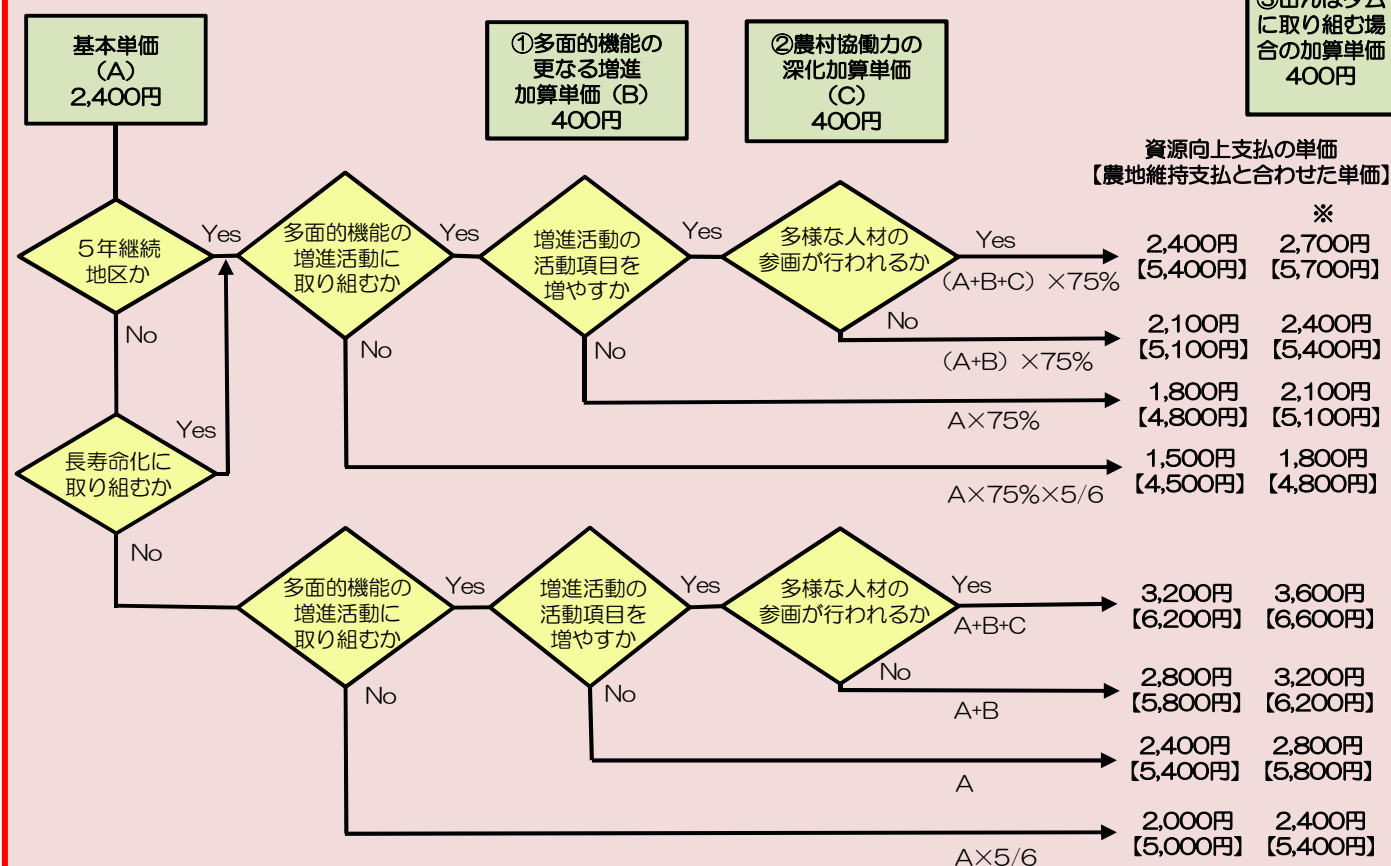 基本単価
(A)
2,400円
①多面的機能の
更なる増進
加算単価（B）
400円
②農村協働力の
深化加算単価
（C）
400円
に取り組む場
合の加算単価
400円
資源向上支払の単価
【農地維持支払と合わせた単価】
※
５年継続
地区か
Yes
No
多面的機能の
増進活動に
取り組むか
Yes
No
増進活動の
活動項目を
増やすか
Yes
No
多様な人材の
参画が行われるか
Yes
No
(A+B+C）×75%
2,400円 2,700円
【5,400円】 【5,700円】
（A+B）×75%
2,100円 2,400円
【5,100円】 【5,400円】
A×75%
1,800円 2,100円
【4,800円】 【5,100円】
A×75%×5/6
1,500円 1,800円
【4,500円】 【4,800円】
長寿命化に
取り組むか
Yes
No
多面的機能の
増進活動に
取り組むか
Yes
No
増進活動の
活動項目を
増やすか
Yes
No
多様な人材の
参画が行われるか
Yes
No
A+B+C
3,200円 3,600円
【6,200円】 【6,600円】
A+B
2,800円 3,200円
【5,800円】 【6,200円】
A
2,400円 2,800円
【5,400円】 【5,800円】
A×5/6
2,000円 2,400円
【5,000円】 【5,400円】